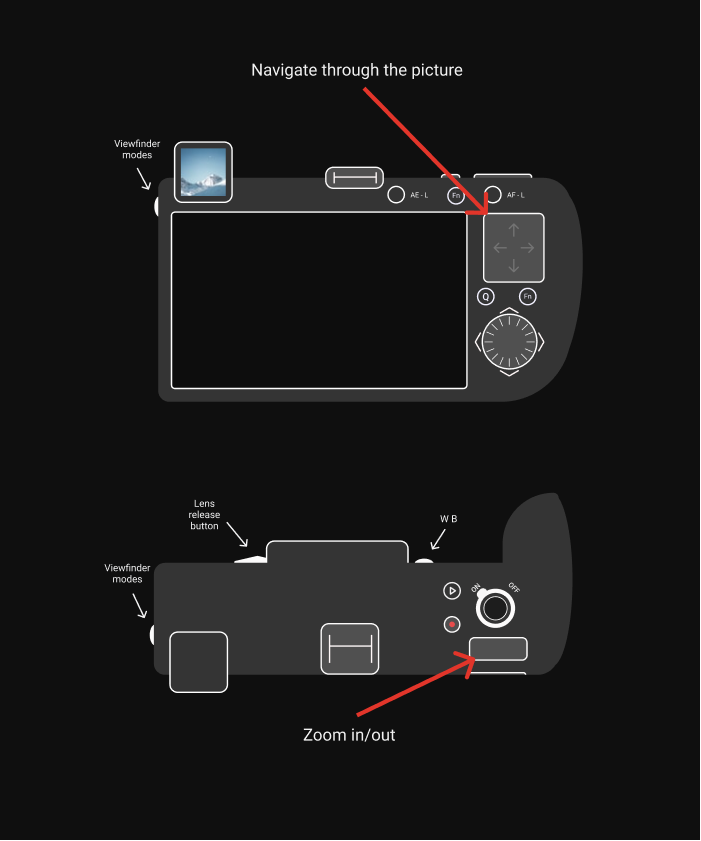 Navigate through the picture
Viewfinder
modes
AE - L
Fn
AF - L
Q
Fn
Lens
release
button
W B
Viewfinder
modes
ON
OFF
Zoom in/out